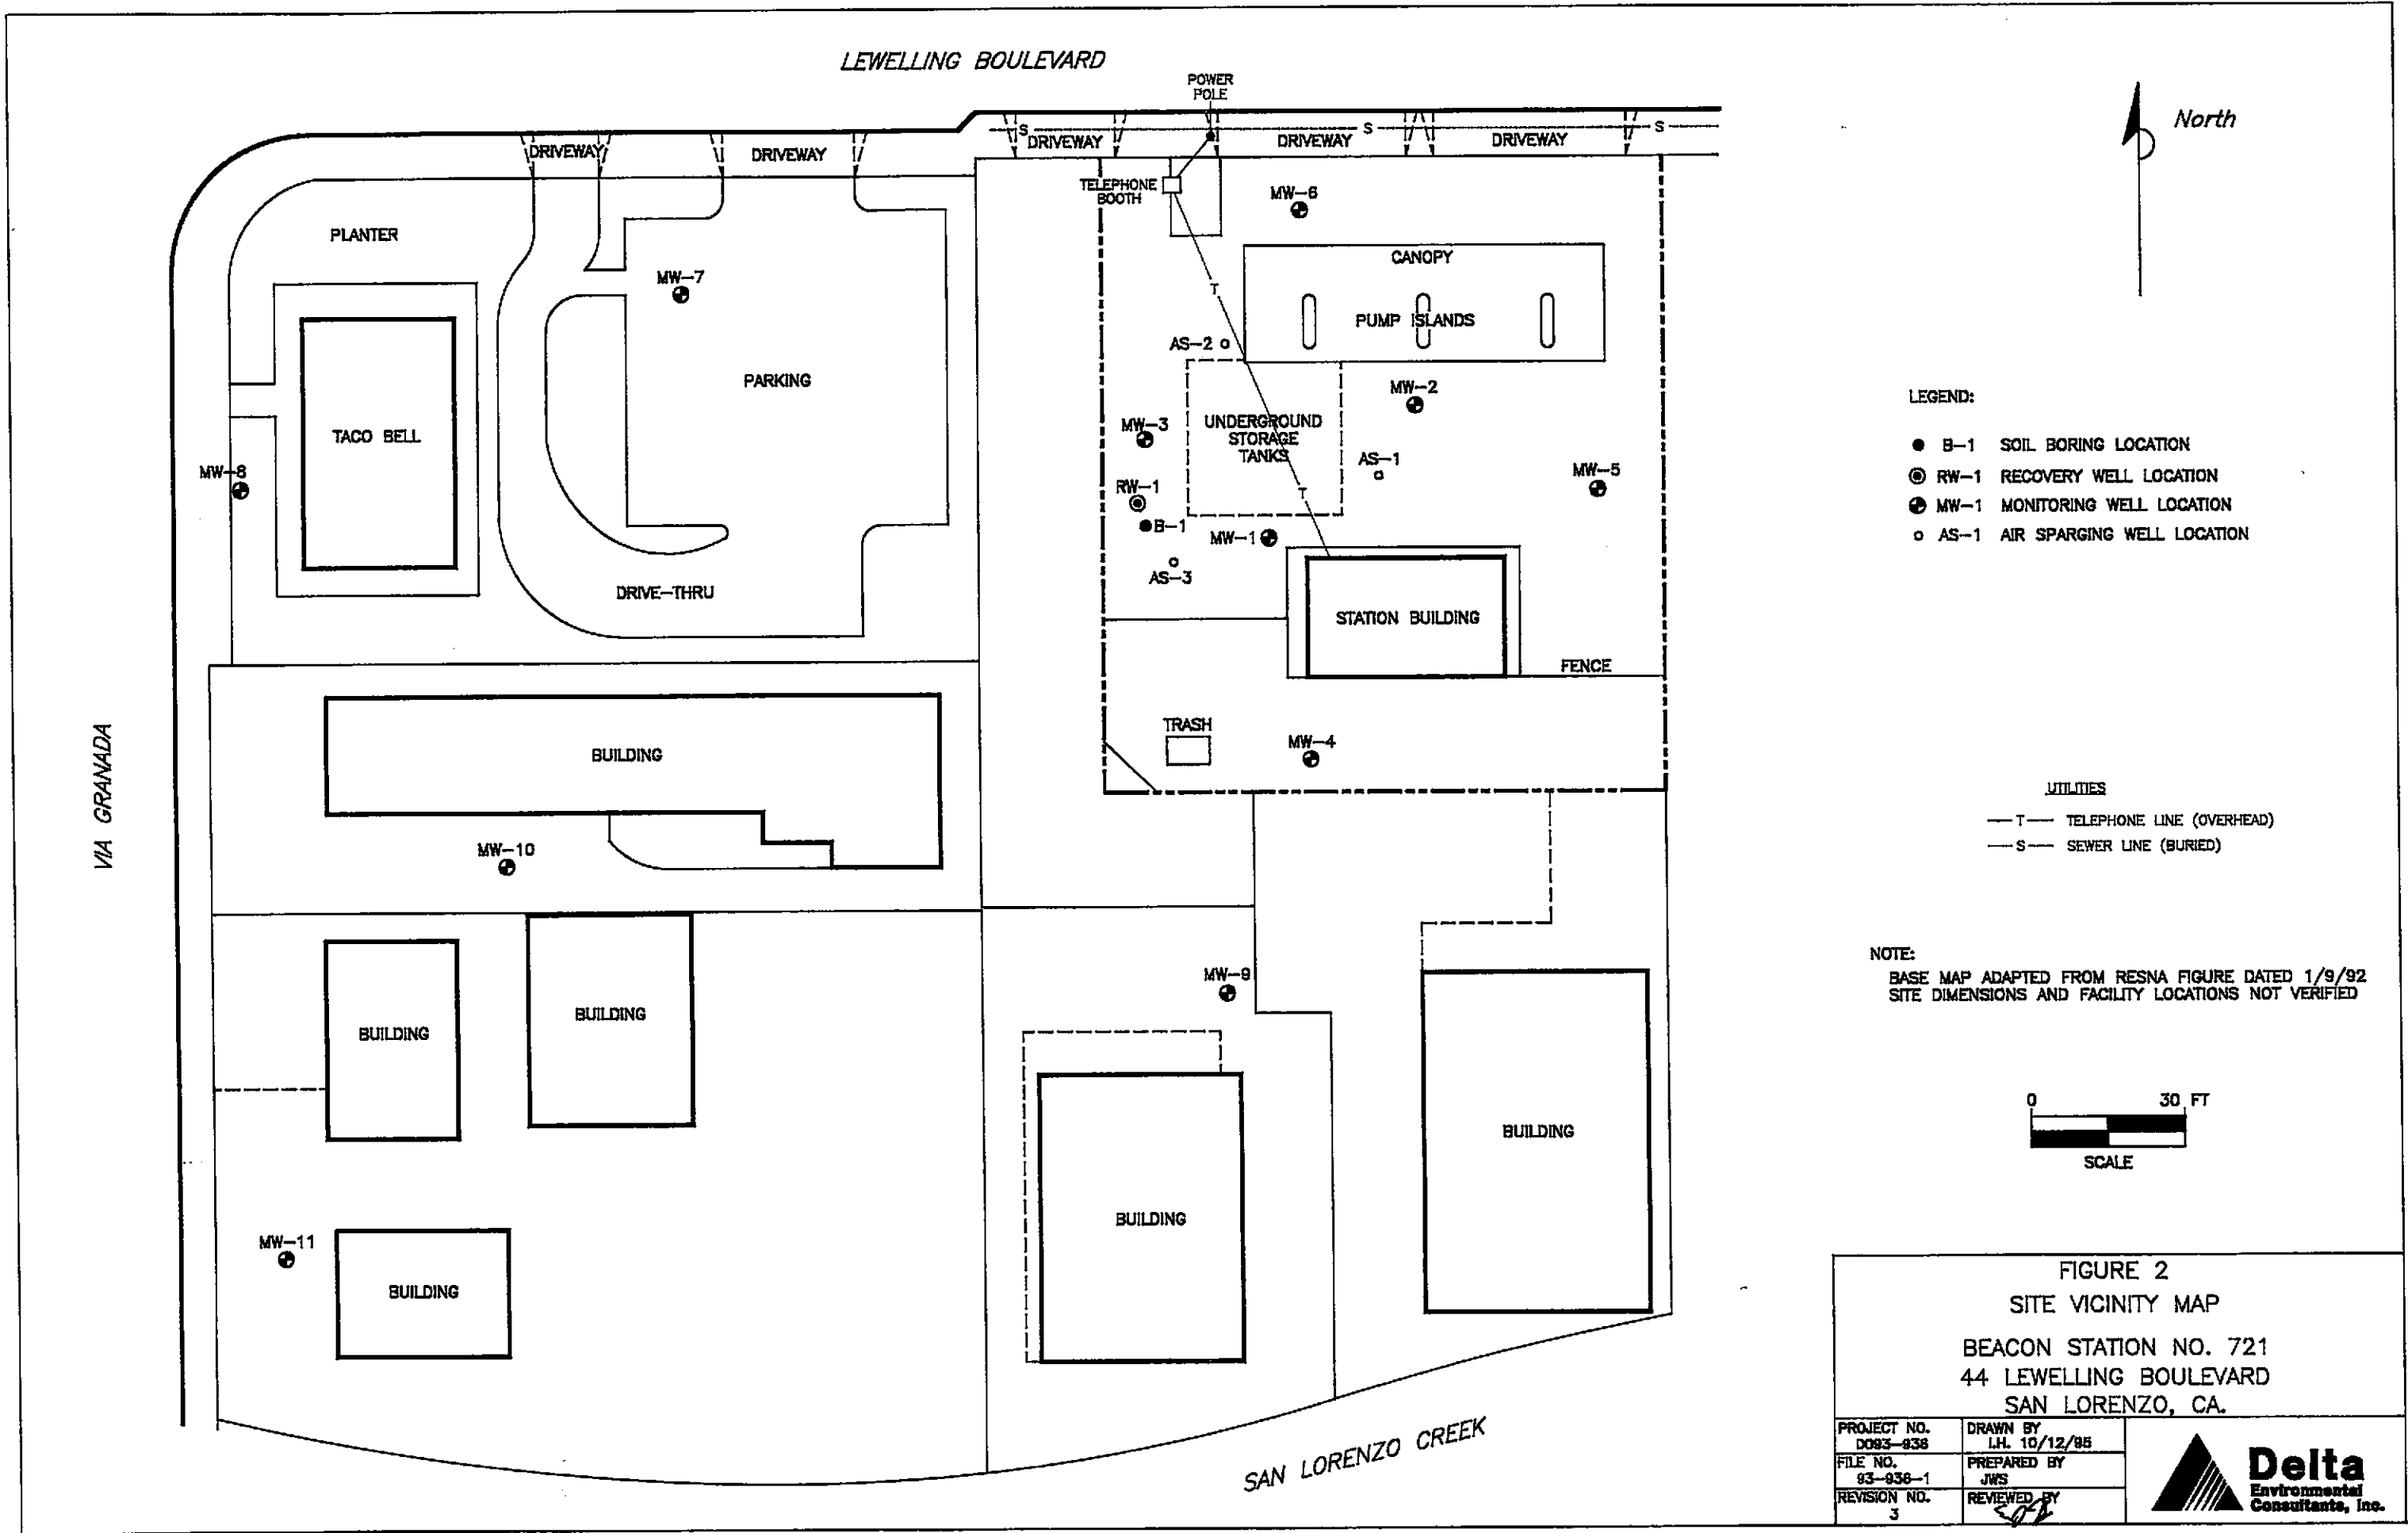 LEWELLING BOULEVARD
POWER
POLE
North
S
S
S
DRIVEWAY
DRIVEWAY
DRIVEWAY
DRIVEWAY
DRIVEWAY
TELEPHONE
BOOTH
MW-6
PLANTER
CANOPY
MW-7
T
PUMP ISLANDS
AS-2
PARKING
MW-2
TACO BELL
MW-3
UNDERGROUND
STORAGE
TANKS
AS-1
MW-8
MW-5
RW-1
T
B-1
MW-1
AS-3
DRIVE-THRU
STATION BUILDING
FENCE
LEGEND:
B-1 SOIL BORING LOCATION
RW-1 RECOVERY WELL LOCATION
MW-1 MONITORING WELL LOCATION
AS-1 AIR SPARGING WELL LOCATION
VIA GRANADA
BUILDING
TRASH
MW-4
UTILITIES
T TELEPHONE LINE (OVERHEAD)
S SEWER LINE (BURIED)
MW-10
MW-9
NOTE:
BASE MAP ADAPTED FROM RESNA FIGURE DATED 1/9/92
SITE DIMENSIONS AND FACILITY LOCATIONS NOT VERIFIED
BUILDING
BUILDING
0 30 FT
SCALE
BUILDING
BUILDING
MW-11
BUILDING
SAN LORENZO CREEK
FIGURE 2
SITE VICINITY MAP
BEACON STATION NO. 721
44 LEWELLING BOULEVARD
SAN LORENZO, CA.
PROJECT NO.
D093-936
DRAWN BY
I.H. 10/12/95
FILE NO.
93-936-1
PREPARED BY
JWS
REVISION NO.
3
REVIEWED BY
Delta
Environmental
Consultants, Inc.